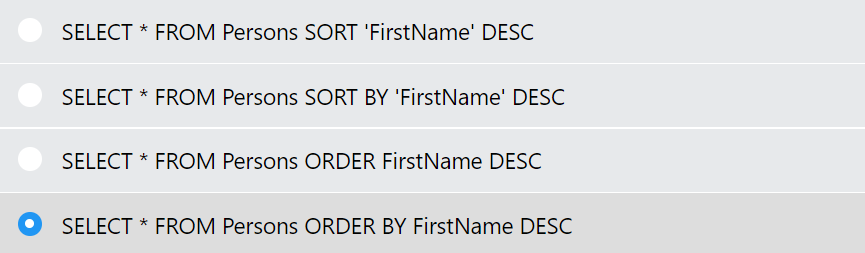 SELECT * FROM Persons SORT 'FirstName' DESC
SELECT * FROM Persons SORT BY 'FirstName' DESC
SELECT * FROM Persons ORDER FirstName DESC
SELECT * FROM Persons ORDER BY FirstName DESC